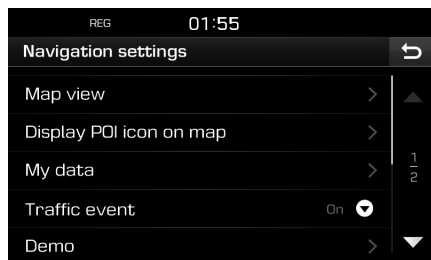 REG 01:55
Navigation settings
Map view
Display POI icon on map
My data
1
2
Traffic event On
Demo